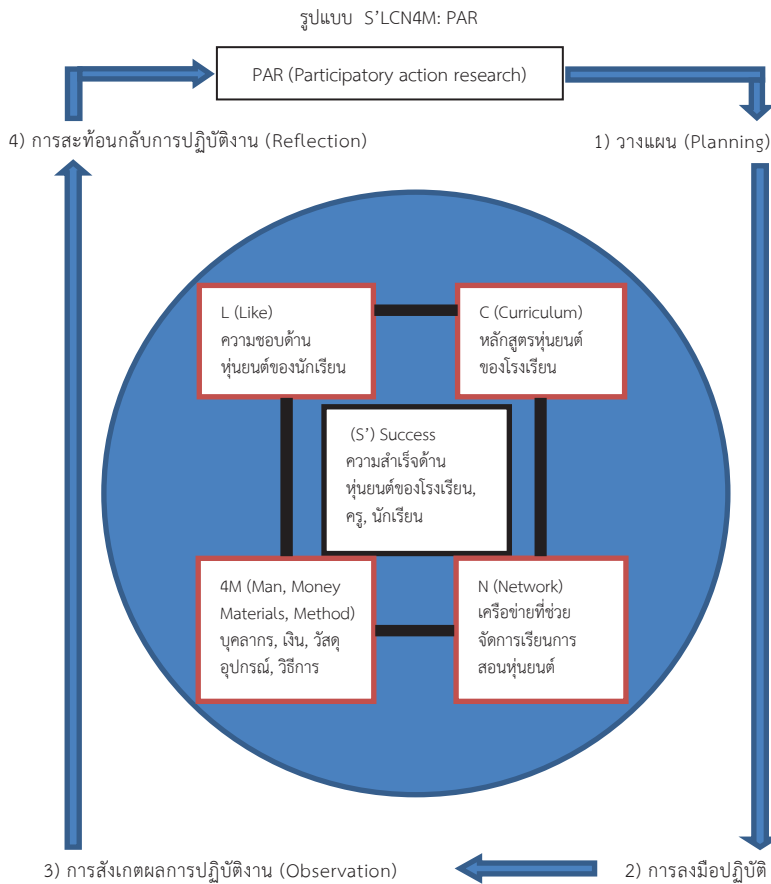 รูปแบบ S’LCN4M: PAR
PAR (Participatory action research)
4) การสะท้อนกลับการปฏิบัติงาน (Reflection)
1) วางแผน (Planning)
L (Like)
ความชอบด้าน
หุ่นยนต์ของนักเรียน
C (Curriculum)
หลักสูตรหุ่นยนต์
ของโรงเรียน
(S’) Success
ความสำเร็จด้าน
หุ่นยนต์ของโรงเรียน,
ครู, นักเรียน
4M (Man, Money
Materials, Method)
บุคลากร, เงิน, วัสดุ
อุปกรณ์, วิธีการ
N (Network)
เครือข่ายที่ช่วย
จัดการเรียนการ
สอนหุ่นยนต์
3) การสังเกตผลการปฏิบัติงาน (Observation)
2) การลงมือปฏิบัติ